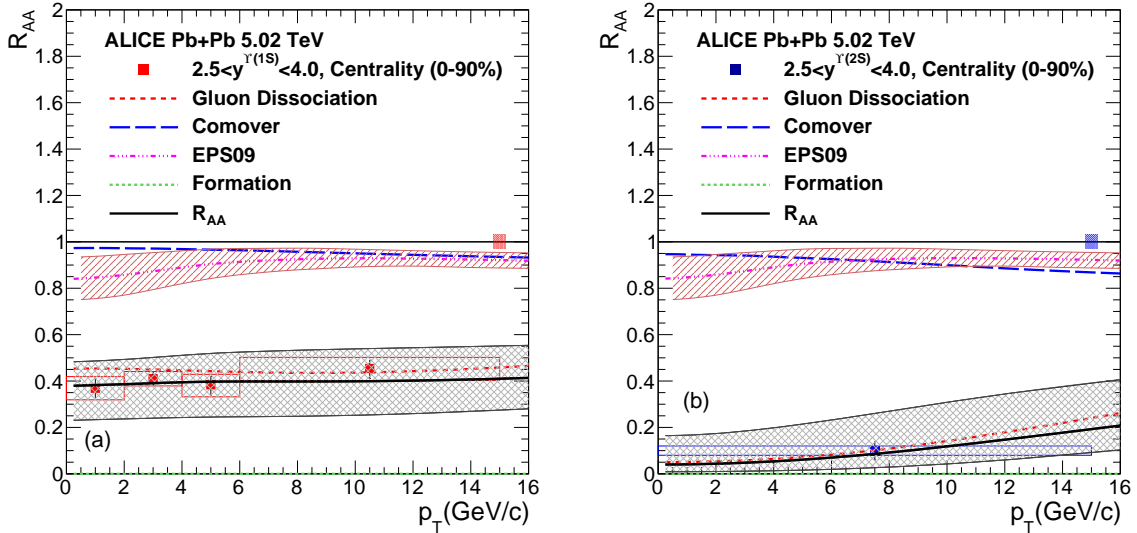 R_AA
2
1.8
1.6
1.4
1.2
1
0.8
0.6
0.4
0.2
0
ALICE Pb+Pb 5.02 TeV
2.5<y^Υ(1S)<4.0, Centrality (0-90%)
Gluon Dissociation
Comover
EPS09
Formation
R_AA
(a)
0 2 4 6 8 10 12 14 16
p_T(GeV/c)
R_AA
2
1.8
1.6
1.4
1.2
1
0.8
0.6
0.4
0.2
0
ALICE Pb+Pb 5.02 TeV
2.5<y^Υ(2S)<4.0, Centrality (0-90%)
Gluon Dissociation
Comover
EPS09
Formation
R_AA
(b)
0 2 4 6 8 10 12 14 16
p_T(GeV/c)